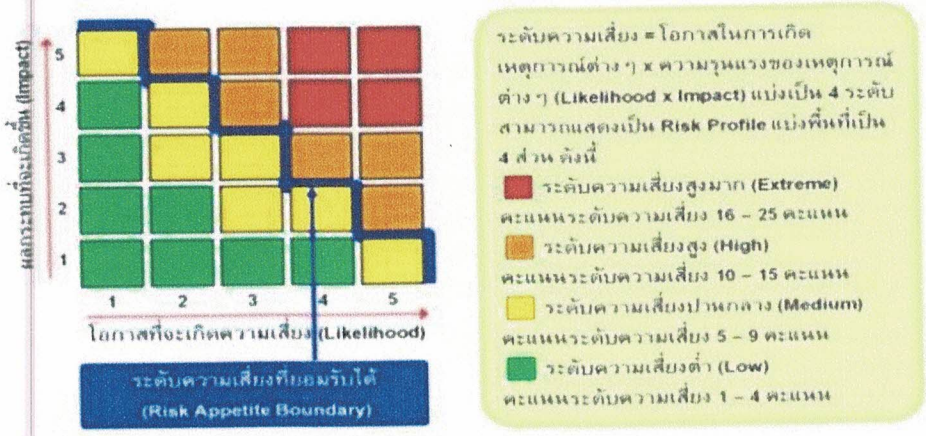 ผลกระทบที่จะเกิดขึ้น (Impact)
5
4
3
2
1
1 2 3 4 5
โอกาสที่จะเกิดความเสี่ยง (Likelihood)
ระดับความเสี่ยงที่ยอมรับได้
(Risk Appetite Boundary)
ระดับความเสี่ยง = โอกาสในการเกิด
เหตุการณ์ต่าง ๆ x ความรุนแรงของเหตุการณ์
ต่าง ๆ (Likelihood x Impact) แบ่งเป็น 4 ระดับ
สามารถแสดงเป็น Risk Profile แบ่งพื้นที่เป็น
4 ส่วน ดังนี้
ระดับความเสี่ยงสูงมาก (Extreme)
คะแนนระดับความเสี่ยง 16 – 25 คะแนน
ระดับความเสี่ยงสูง (High)
คะแนนระดับความเสี่ยง 10 – 15 คะแนน
ระดับความเสี่ยงปานกลาง (Medium)
คะแนนระดับความเสี่ยง 5 – 9 คะแนน
ระดับความเสี่ยงต่ำ (Low)
คะแนนระดับความเสี่ยง 1 – 4 คะแนน